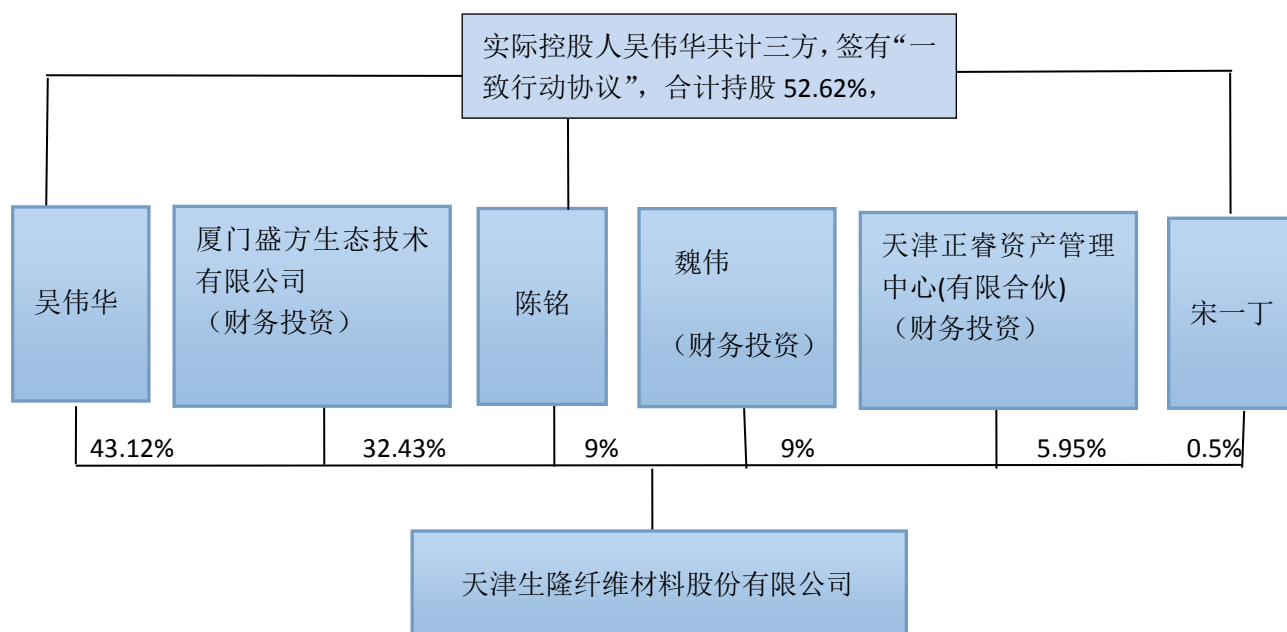 实际控股人吴伟华共计三方，签有“一
致行动协议”，合计持股 52.62%，
吴伟华
厦门盛方生态技术
有限公司
（财务投资）
陈铭
魏伟
（财务投资）
天津正睿资产管理
中心(有限合伙)
（财务投资）
宋一丁
43.12%
32.43%
9%
9%
5.95%
0.5%
天津生隆纤维材料股份有限公司